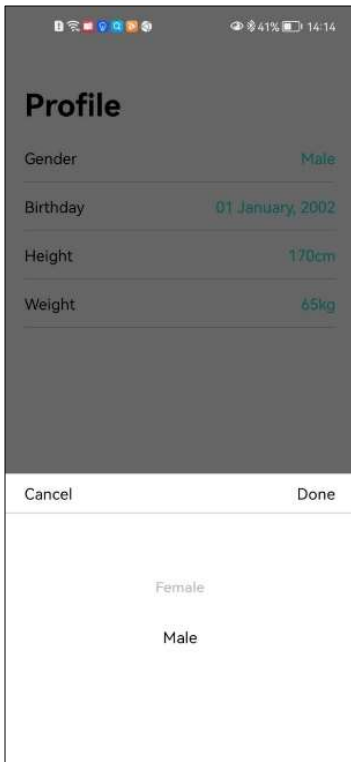 41% 14:14
Profile
Gender Male
Birthday 01 January, 2002
Height 170cm
Weight 65kg
Cancel Done
Female
Male